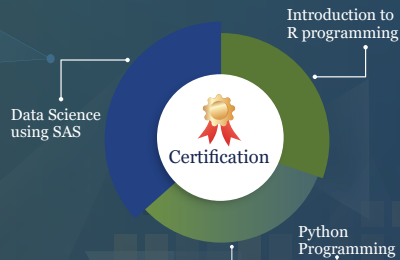 Introduction to
R programming
Data Science
using SAS
Certification
Python
Programming